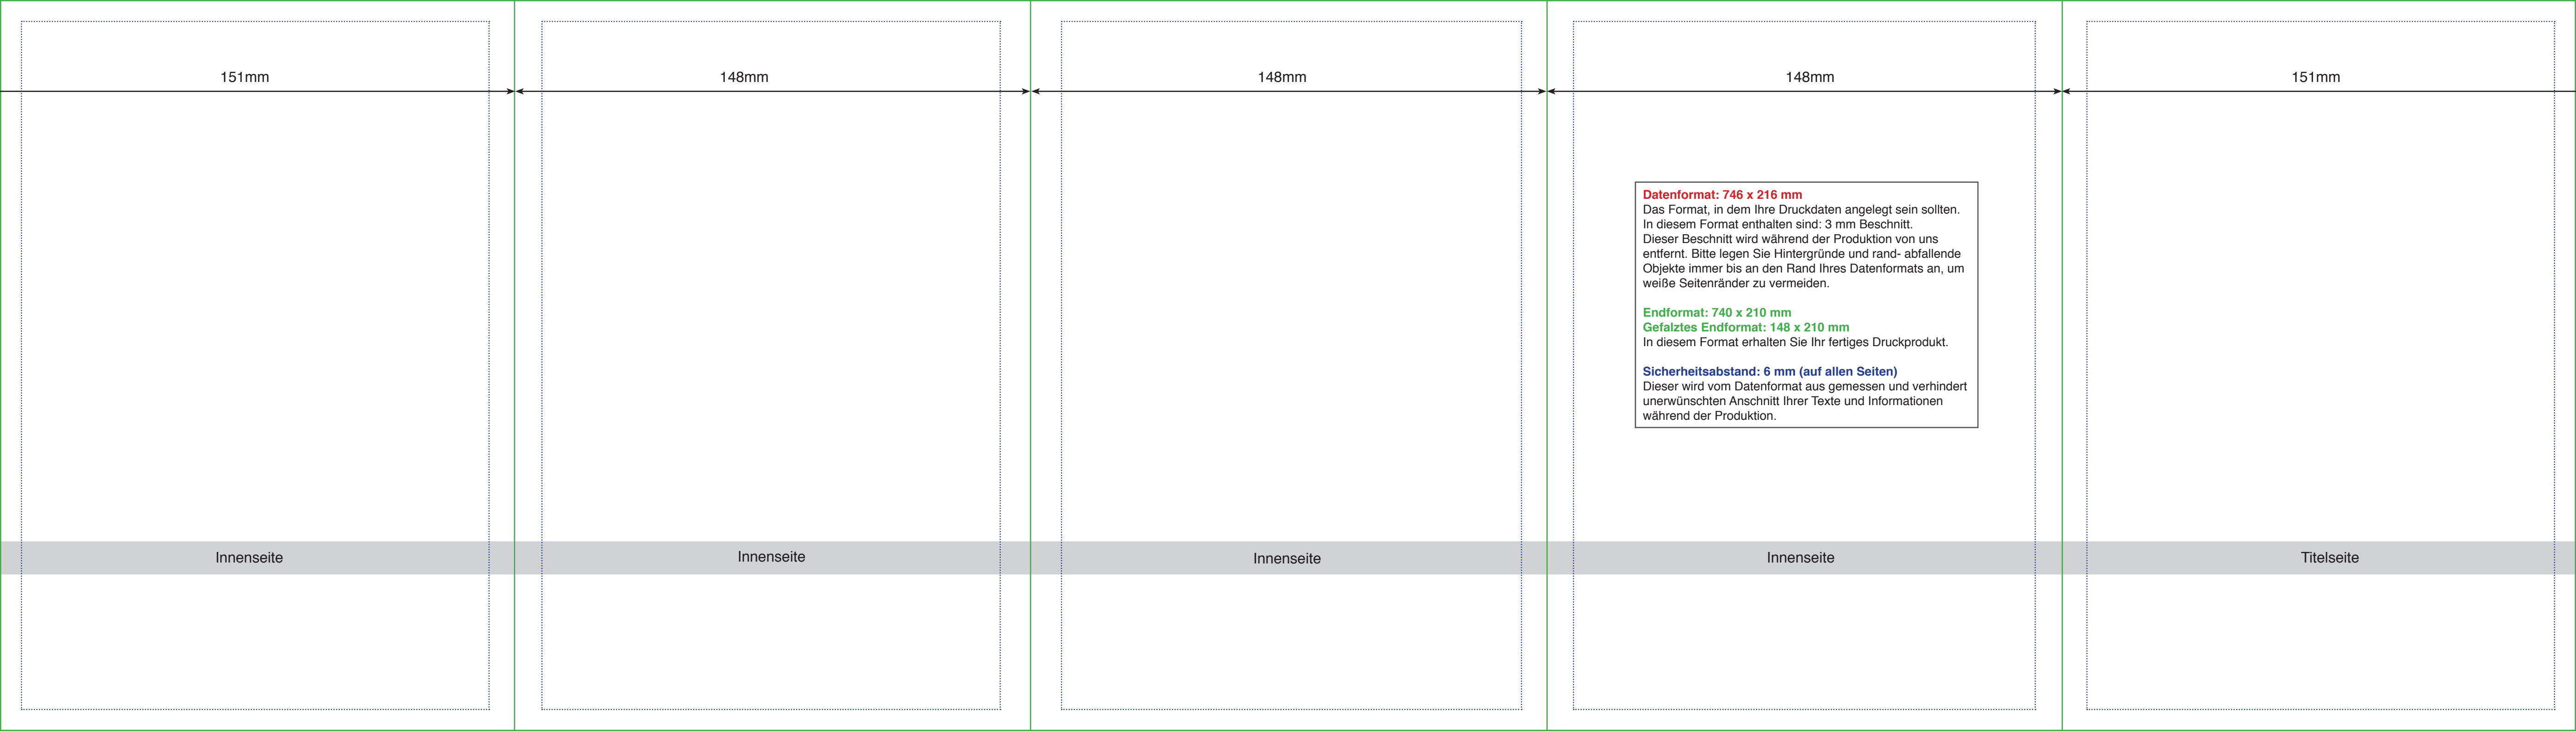 151mm
148mm
148mm
148mm
151mm
Datenformat: 746 x 216 mm
Das Format, in dem Ihre Druckdaten angelegt sein sollten.
In diesem Format enthalten sind: 3 mm Beschnitt.
Dieser Beschnitt wird während der Produktion von uns
entfernt. Bitte legen Sie Hintergründe und rand- abfallende
Objekte immer bis an den Rand Ihres Datenformats an, um
weiße Seitenränder zu vermeiden.
Endformat: 740 x 210 mm
Gefalztes Endformat: 148 x 210 mm
In diesem Format erhalten Sie Ihr fertiges Druckprodukt.
Sicherheitsabstand: 6 mm (auf allen Seiten)
Dieser wird vom Datenformat aus gemessen und verhindert
unerwünschten Anschnitt Ihrer Texte und Informationen
während der Produktion.
Innenseite
Innenseite
Innenseite
Innenseite
Titelseite